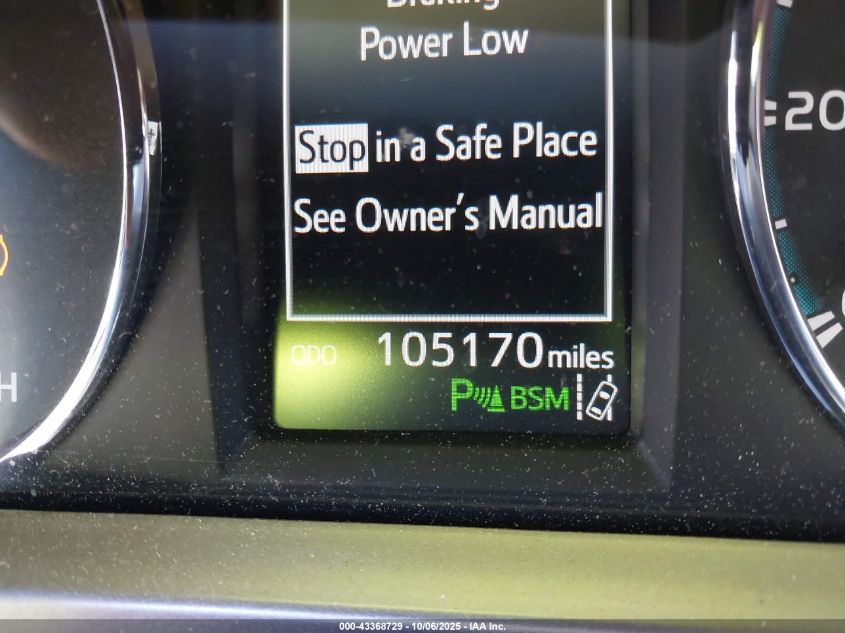 Braking
Power Low
Stop in a Safe Place
See Owner's Manual
20
ODO 105170 miles
P BSM
H
000-43368729 - 10/06/2025 - IAA Inc.